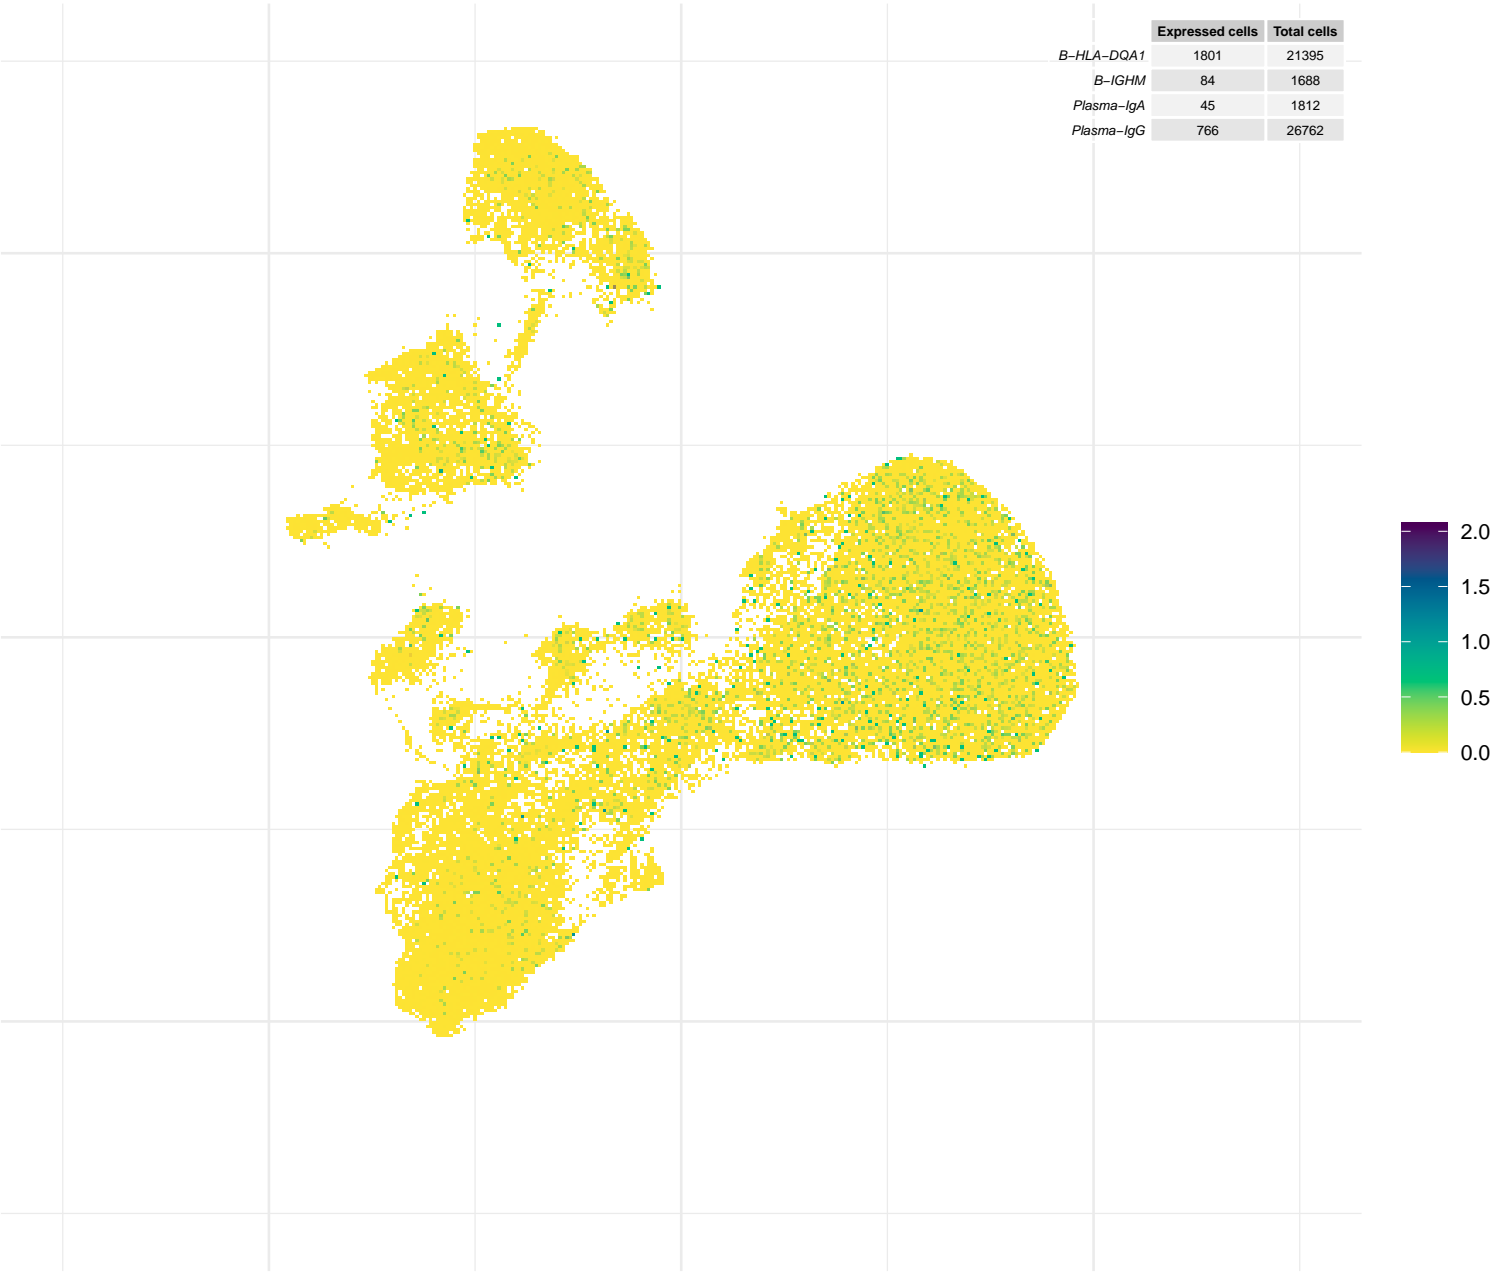 Expressed cells Total cells
B−HLA−DQA1 1801 21395
B−IGHM 84 1688
Plasma−IgA 45 1812
Plasma−IgG 766 26762
2.0
1.5
1.0
0.5
0.0